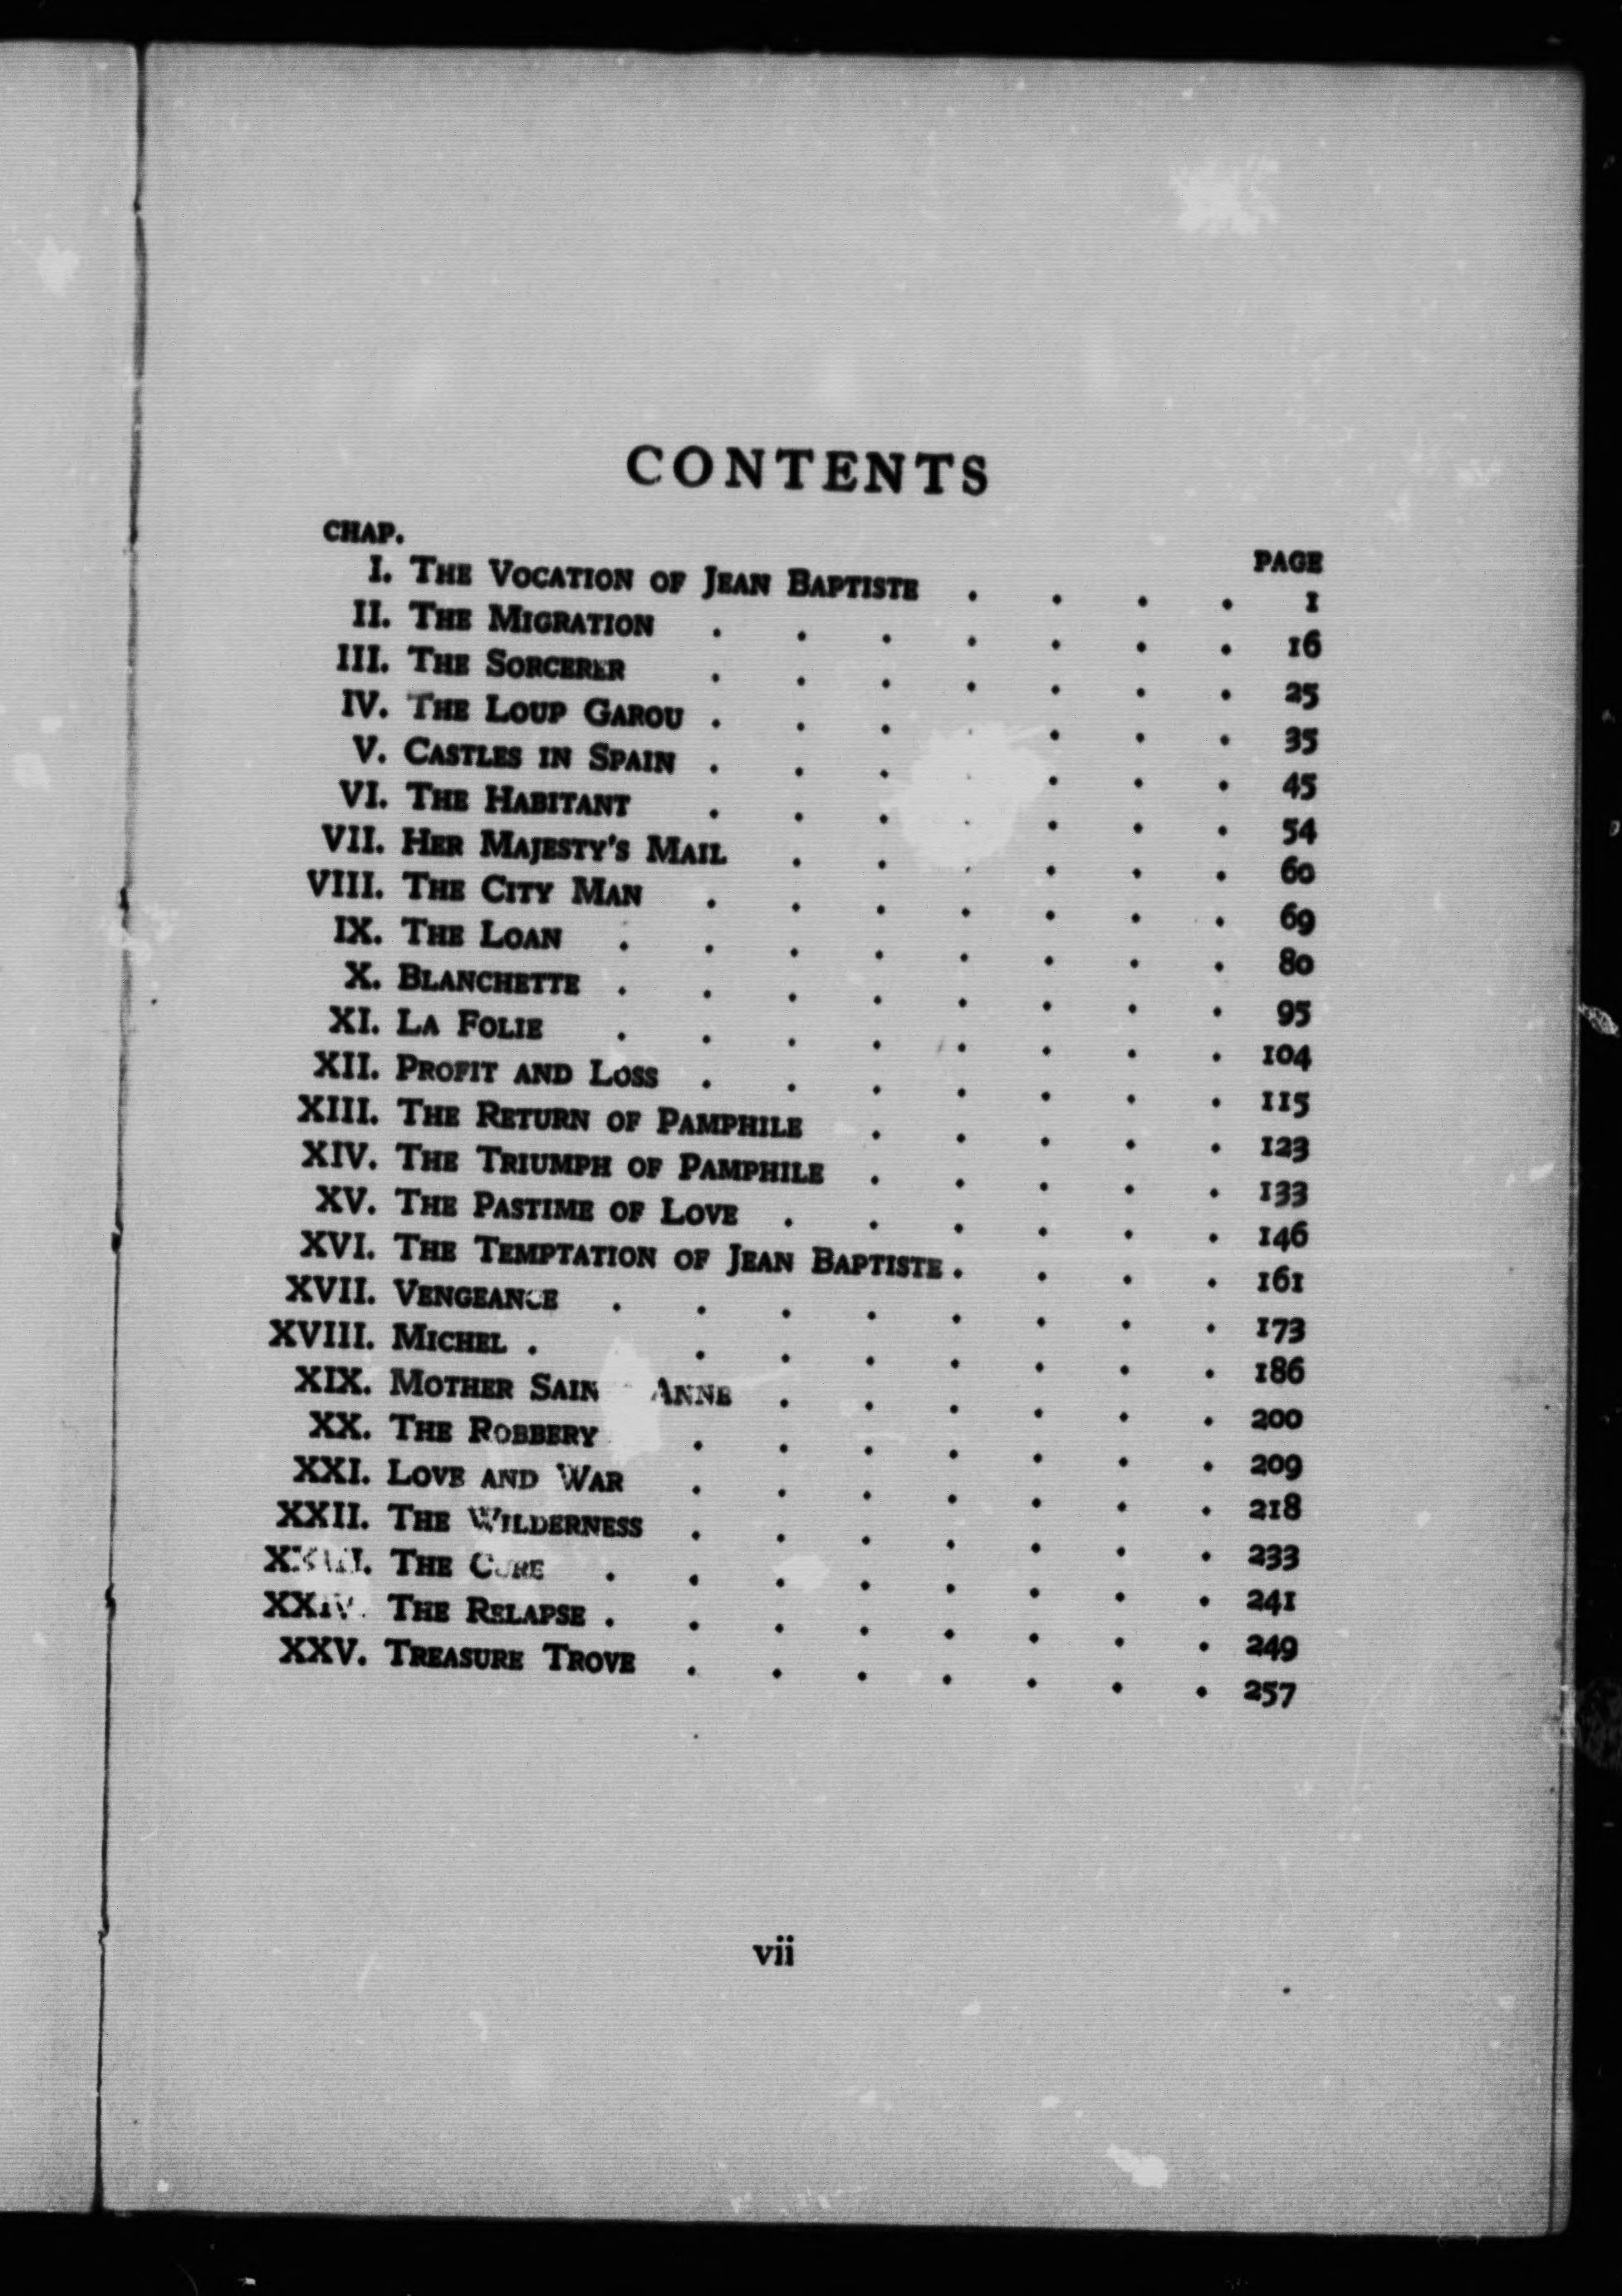 CONTENTS
CHAP. PAGE
I. THE VOCATION OF JEAN BAPTISTE . . . . 1
II. THE MIGRATION . . . . . . . 16
III. THE SORCERER . . . . . . . 25
IV. THE LOUP GAROU . . . . . . . 35
V. CASTLES IN SPAIN . . . . . . . 45
VI. THE HABITANT . . . . . . . 54
VII. HER MAJESTY'S MAIL . . . . . . 60
VIII. THE CITY MAN . . . . . . . 69
IX. THE LOAN . . . . . . . . 80
X. BLANCHETTE . . . . . . . . 95
XI. LA FOLIE . . . . . . . . 104
XII. PROFIT AND LOSS . . . . . . . 115
XIII. THE RETURN OF PAMPHILE . . . . . 123
XIV. THE TRIUMPH OF PAMPHILE . . . . . 133
XV. THE PASTIME OF LOVE . . . . . . 146
XVI. THE TEMPTATION OF JEAN BAPTISTE . . . . 161
XVII. VENGEANCE . . . . . . . . 173
XVIII. MICHEL . . . . . . . . 186
XIX. MOTHER SAIN ANNE . . . . . . 200
XX. THE ROBBERY . . . . . . . 209
XXI. LOVE AND WAR . . . . . . . 218
XXII. THE WILDERNESS . . . . . . . 233
XXIII. THE CURE . . . . . . . . 241
XXIV. THE RELAPSE . . . . . . . . 249
XXV. TREASURE TROVE . . . . . . . 257
vii